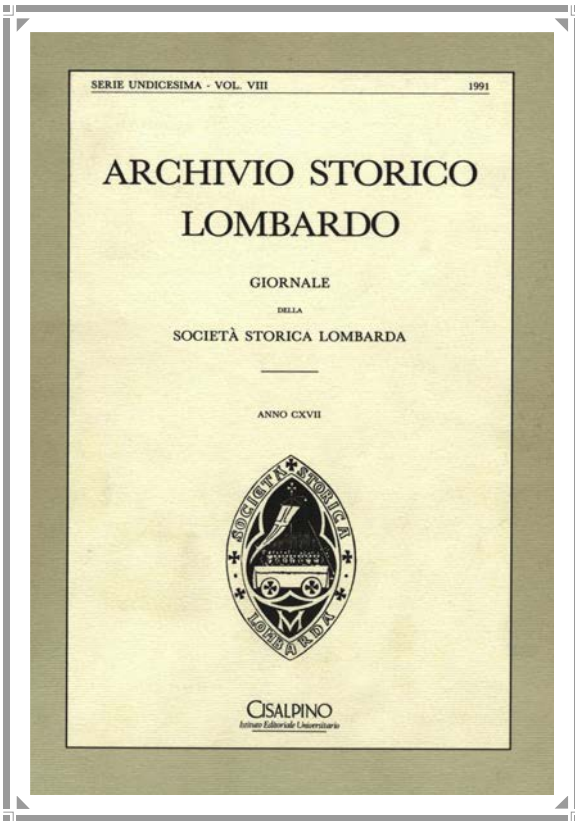 SERIE UNDICESIMA - VOL. VIII 1991
ARCHIVIO STORICO
LOMBARDO
GIORNALE
DELLA
SOCIETÀ STORICA LOMBARDA
ANNO CXVII
SOCIETA STORICA
LOMBARDA
M
CISALPINO
Istituto Editoriale Universitario